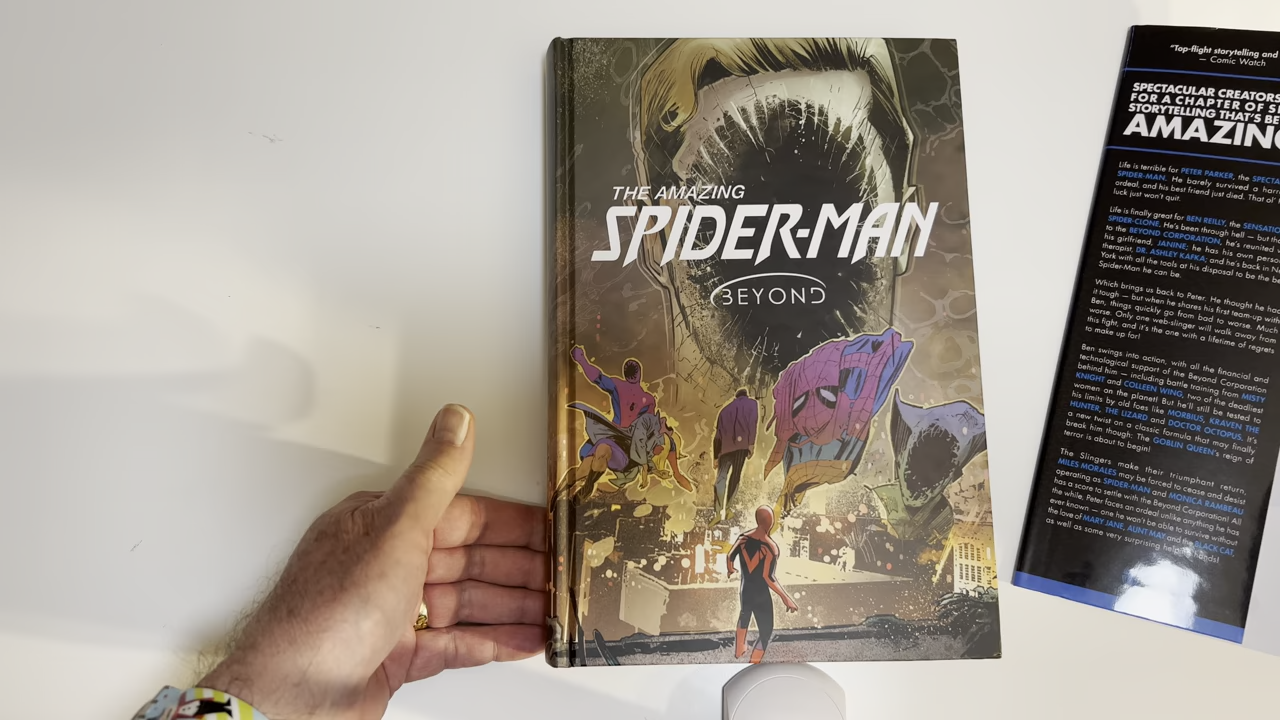 THE AMAZING
SPIDER-MAN
BEYOND
"Top-flight storytelling and
— Comic Watch
SPECTACULAR CREATORS
FOR A CHAPTER OF
STORYTELLING THAT'S
AMAZING
Life is terrible for PETER PARKER, the
SPIDER-MAN. He barely survived a
ordeal, and his best friend just died. That ol'
luck just won't quit.
Life is finally great for BEN REILLY, the
SPIDER-CLONE. He's been through hell — but
to the BEYOND CORPORATION, he's reunited
his girlfriend, JANINE; he has his own
therapist, DR. ASHLEY KAFKA; and he's back in
York with all the tools at his disposal to be the
Spider-Man he can be.
Which brings us back to Peter. He thought he
it tough — but when he shares his first team-up with
Ben, things quickly go from bad to worse. Much
worse. Only one web-slinger will walk away from
this fight, and it's the one with a lifetime of regrets
to make up for!
Ben swings into action, with all the financial and
technological support of the Beyond Corporation
behind him — including battle training from MISTY
KNIGHT and COLLEEN WING, two of the deadliest
women on the planet! But he'll still be tested to
his limits by old foes like MORBIUS, KRAVEN THE
HUNTER, THE LIZARD and DOCTOR OCTOPUS. It's
a new twist on a classic formula that may finally
break him though: The GOBLIN QUEEN's reign of
terror is about to begin!
The Slingers make their triumphant return,
MILES MORALES may be forced to cease and desist
operating as SPIDER-MAN and MONICA RAMBEAU
has a score to settle with the Beyond Corporation! All
the while, Peter faces an ordeal unlike anything he has
ever known — one he won't be able to survive without
the love of MARY JANE, AUNT MAY and the BLACK CAT,
as well as some very surprising helping hands!